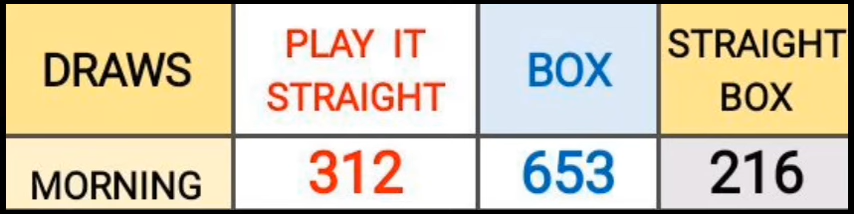 DRAWS
PLAY IT
STRAIGHT
BOX
STRAIGHT
BOX
MORNING
312
653
216